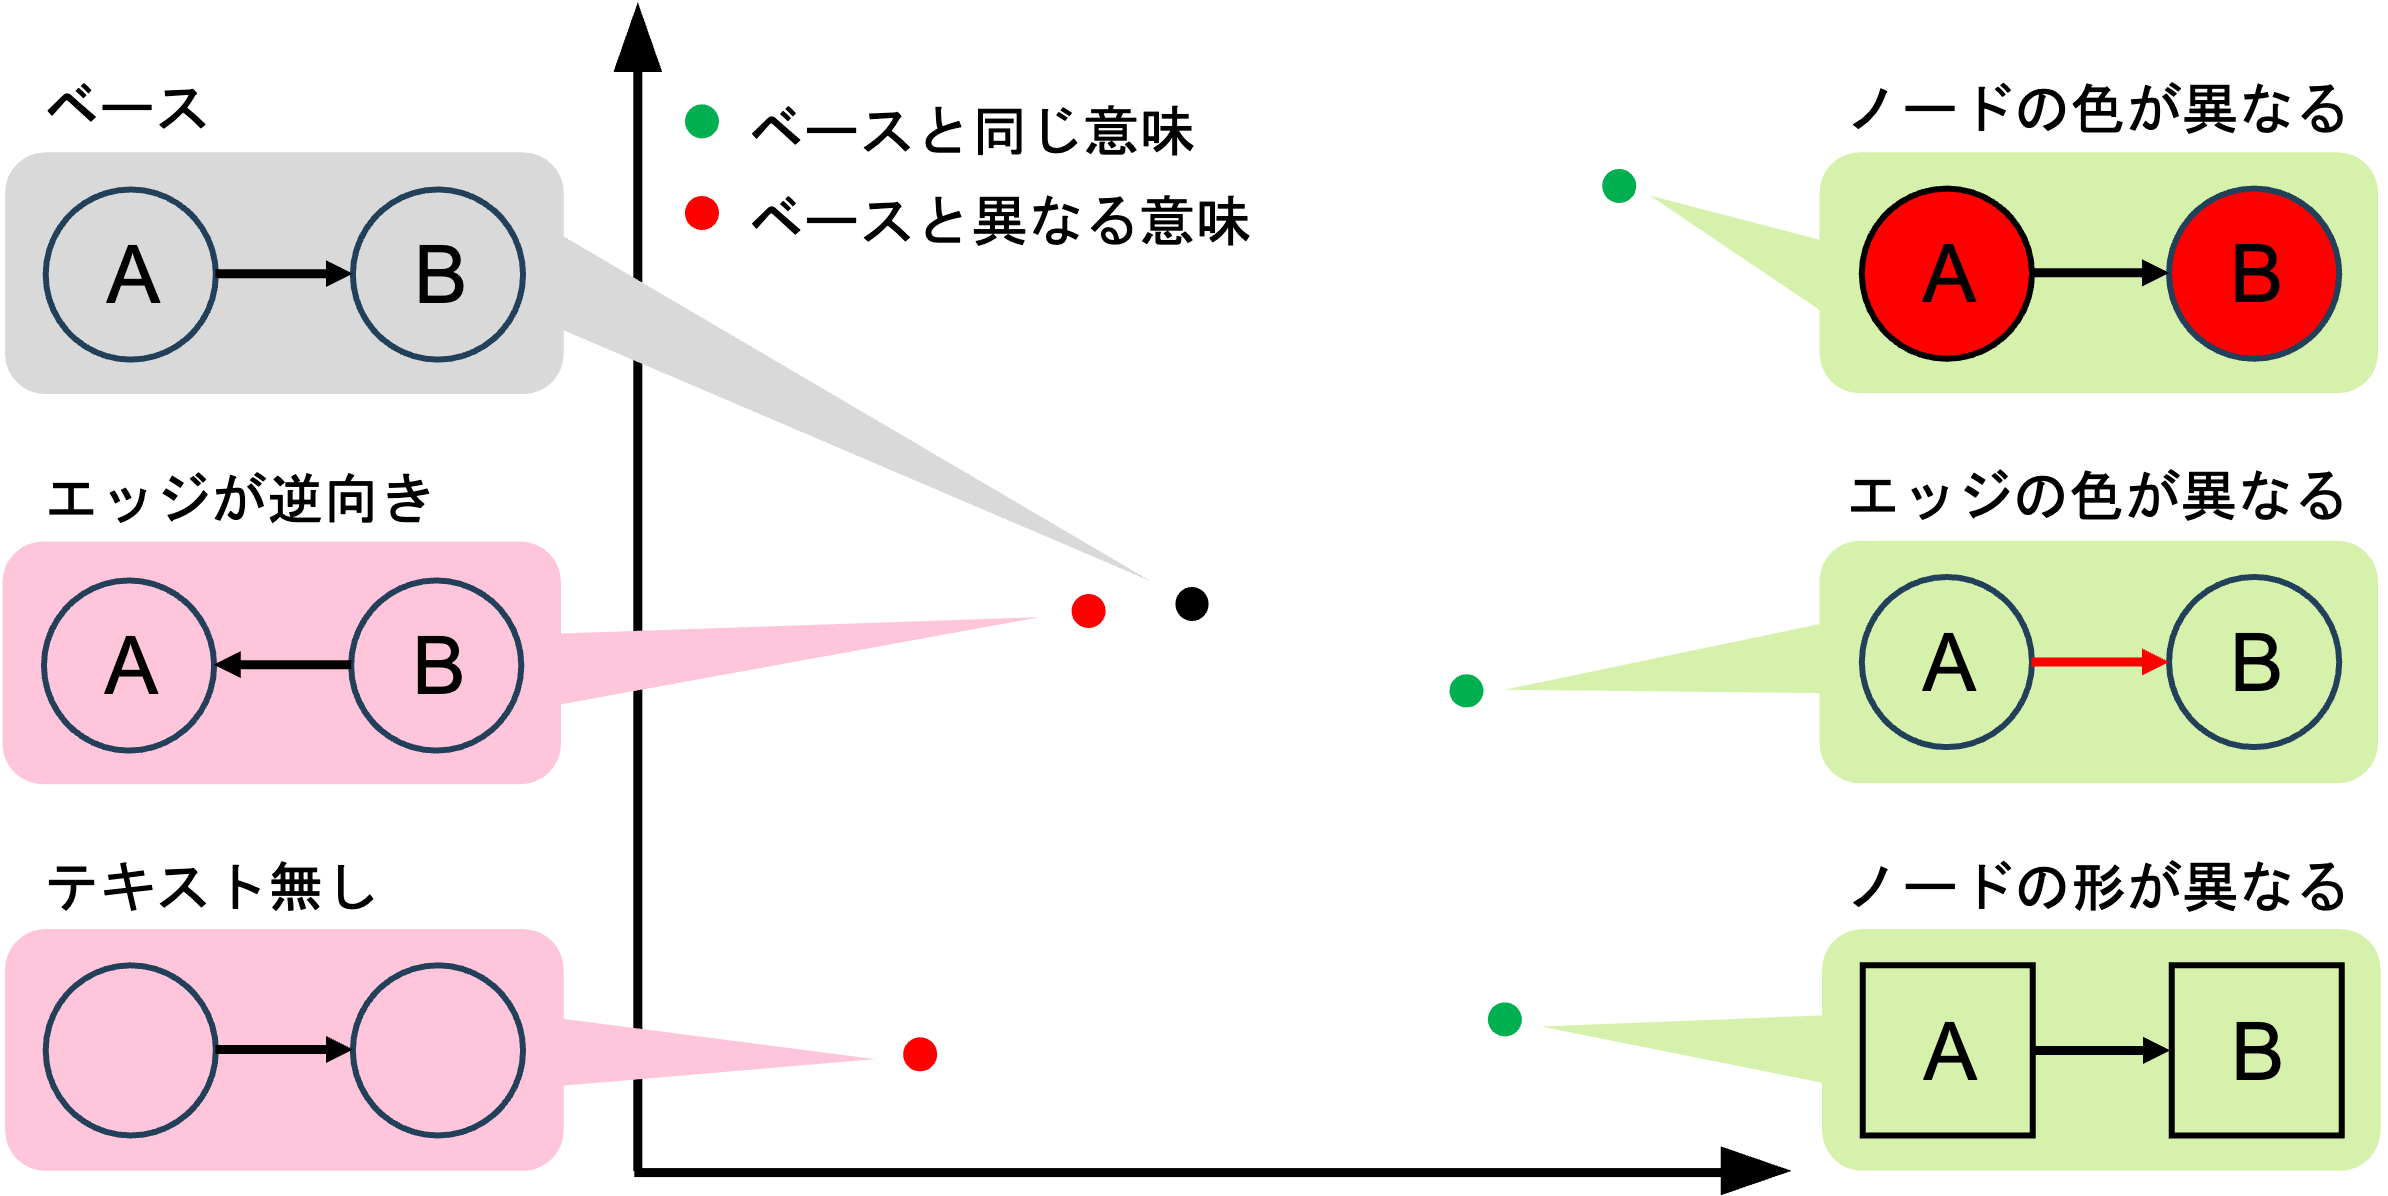 ベース
A
B
エッジが逆向き
A
B
テキスト無し
ベースと同じ意味
ベースと異なる意味
ノードの色が異なる
A
B
エッジの色が異なる
A
B
ノードの形が異なる
A
B